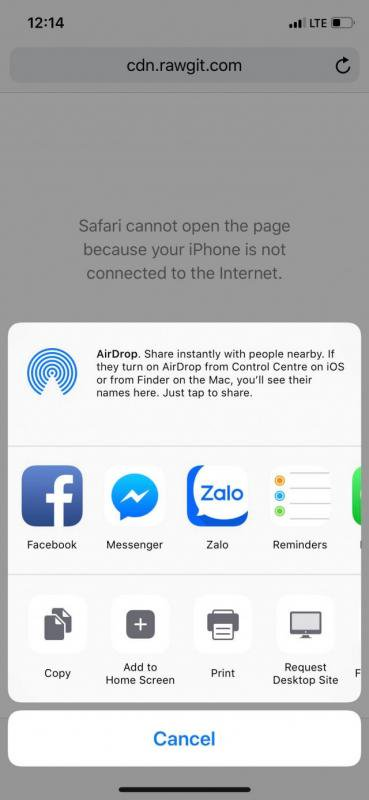 12:14
LTE
cdn.rawgit.com
Safari cannot open the page
because your iPhone is not
connected to the Internet.
AirDrop. Share instantly with people nearby. If
they turn on AirDrop from Control Centre on iOS
or from Finder on the Mac, you'll see their
names here. Just tap to share.
Zalo
Facebook
Messenger
Zalo
Reminders
Copy
Add to
Home Screen
Print
Request
Desktop Site
F
Cancel